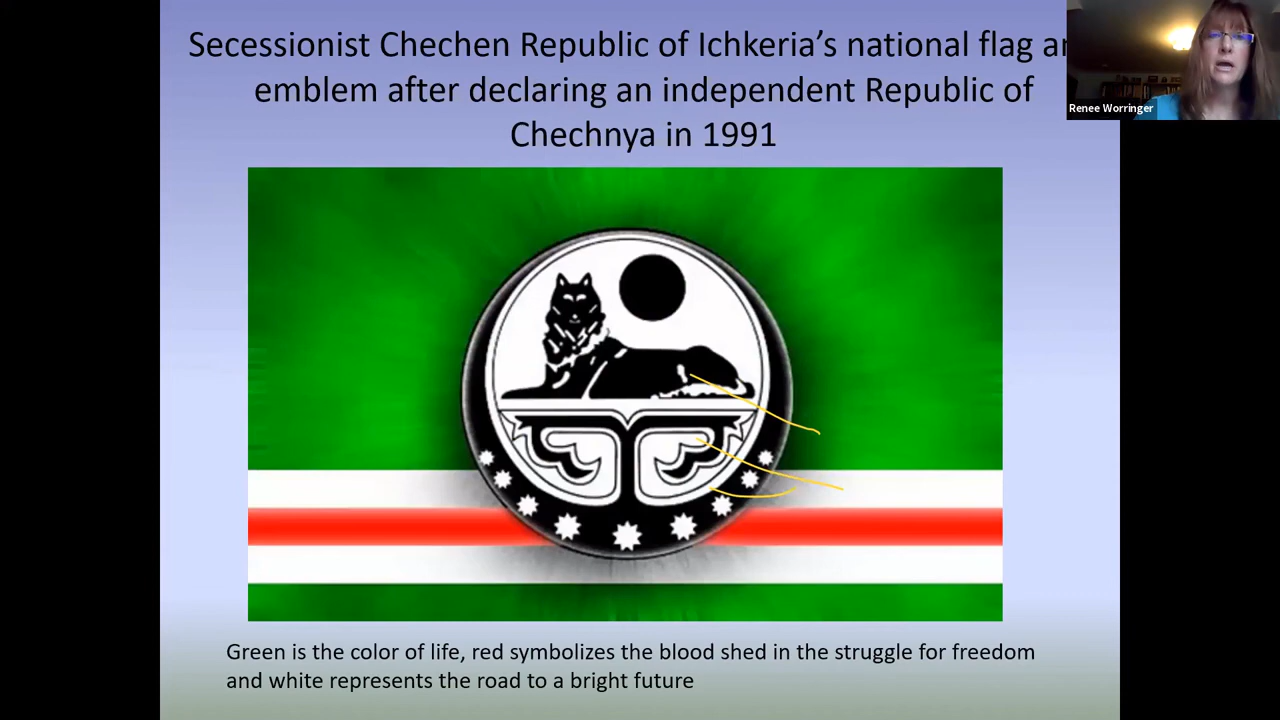 Secessionist Chechen Republic of Ichkeria’s national flag
emblem after declaring an independent Republic of
Chechnya in 1991
Renee Worringer
Green is the color of life, red symbolizes the blood shed in the struggle for freedom
and white represents the road to a bright future